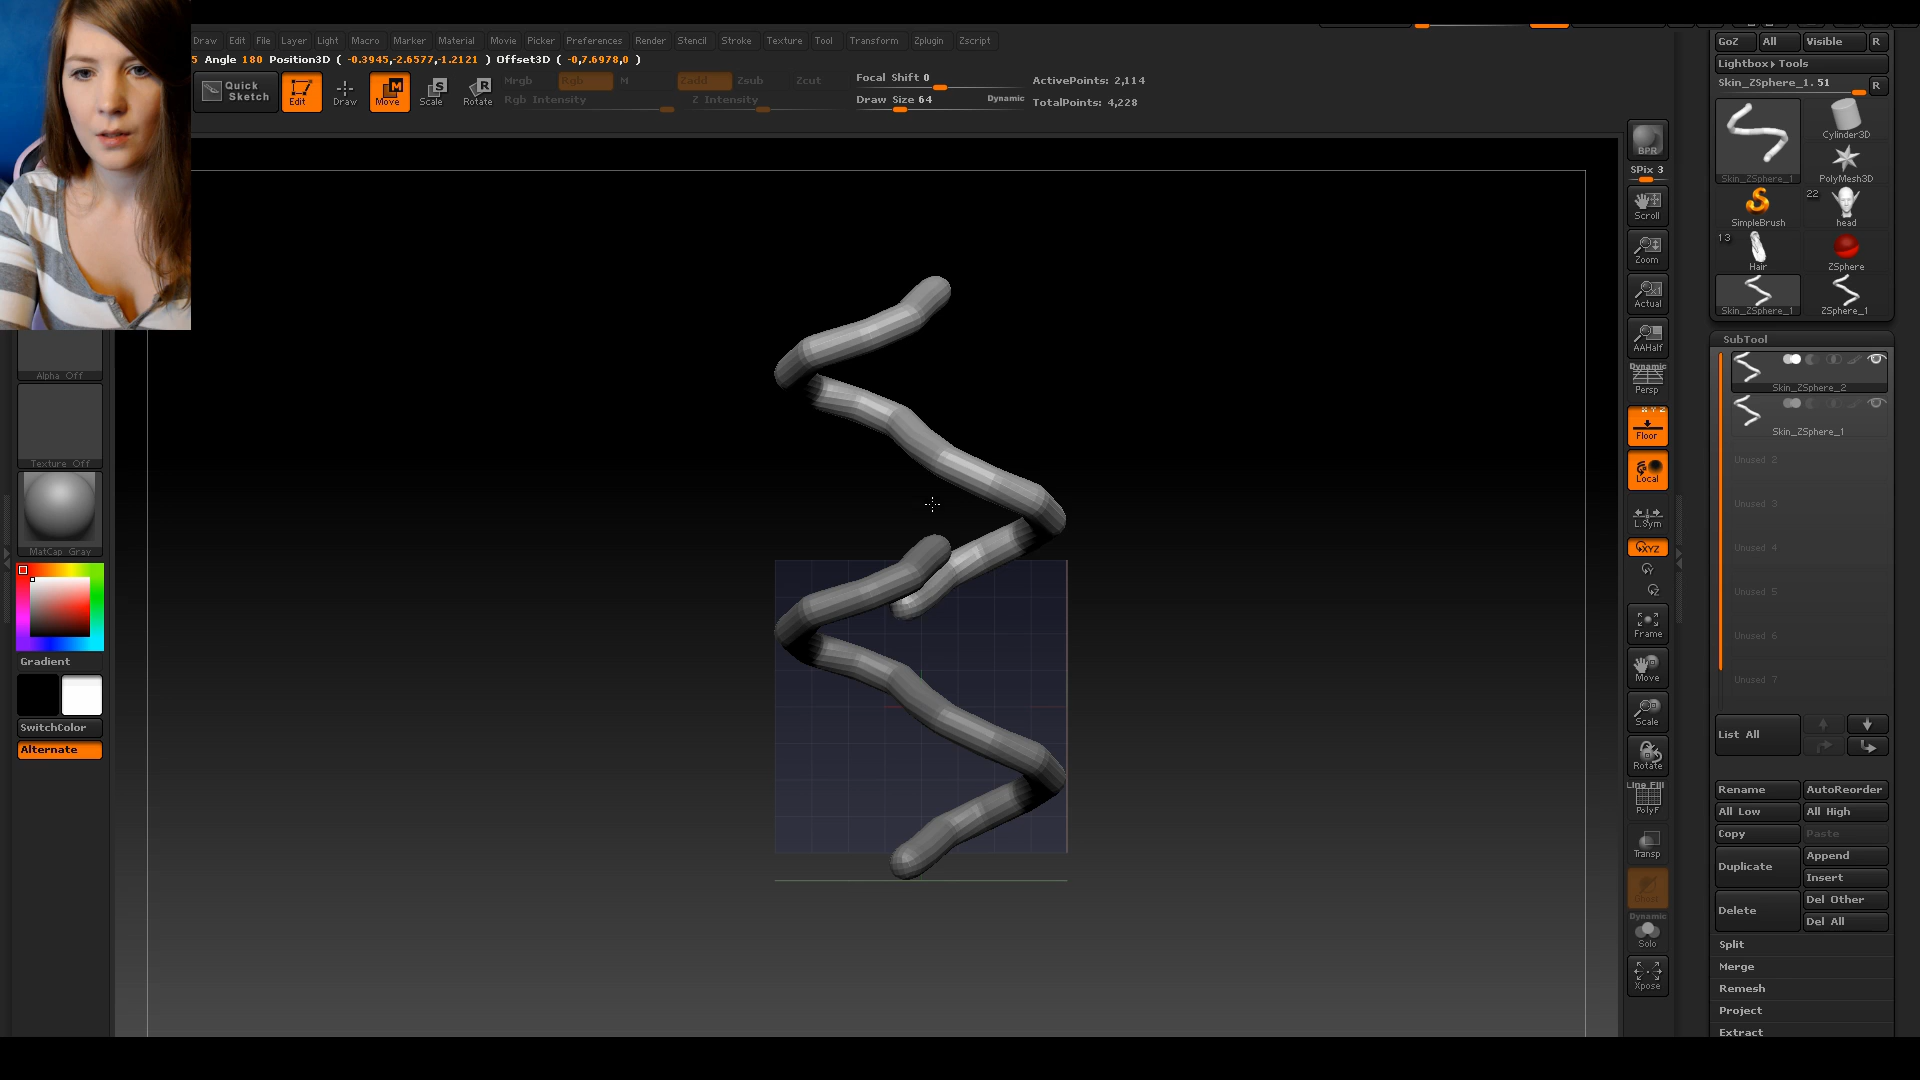 Draw Edit File Layer Light Macro Marker Material Movie Picker Preferences Render Stencil Stroke Texture Tool Transform Zplugin Zscript
5 Angle 180 Position3D ( -0.3945,-2.6577,-1.2121 ) Offset3D ( -0,7.6978,0 )
Quick Sketch
Edit
Draw
Move
Scale
Rotate
Mrgb Rgb M
Rgb Intensity
Zadd Zsub Zcut
Z Intensity
Focal Shift 0
Draw Size 64
Dynamic
ActivePoints: 2,114
TotalPoints: 4,228
Alpha Off
Texture Off
MatCap Gray
Gradient
SwitchColor
Alternate
BPR
SPix 3
Scroll
Zoom
Actual
AAHalf
Dynamic
Persp
X Y Z
Floor
Local
L.Sym
XYZ
Y
Z
Frame
Move
Scale
Rotate
Line Fill
PolyF
Transp
Dynamic
Solo
Xpose
GoZ All Visible R
Lightbox Tools
Skin_ZSphere_1. 51 R
Skin_ZSphere_1
Cylinder3D
PolyMesh3D
SimpleBrush
22
head
13
Hair
ZSphere
Skin_ZSphere_1
ZSphere_1
SubTool
Skin_ZSphere_2
Skin_ZSphere_1
Unused 2
Unused 3
Unused 4
Unused 5
Unused 6
Unused 7
List All
Rename AutoReorder
All Low All High
Copy Paste
Duplicate
Append
Insert
Delete
Del Other
Del All
Split
Merge
Remesh
Project
Extract